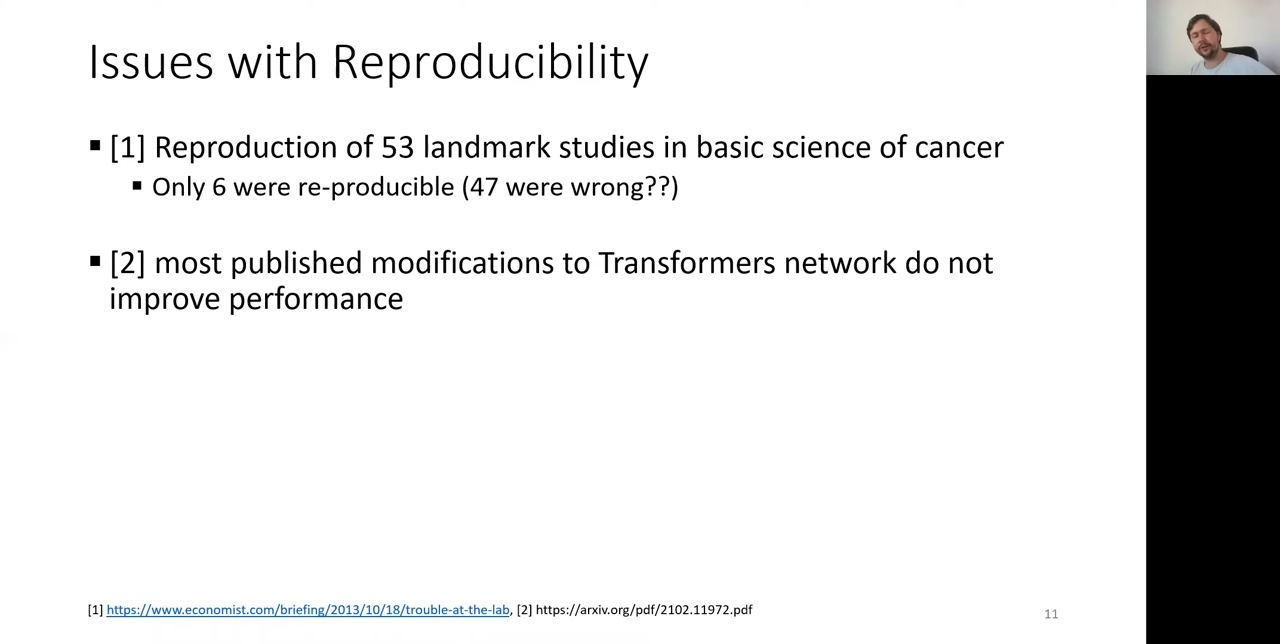 Issues with Reproducibility
▪ [1] Reproduction of 53 landmark studies in basic science of cancer
▪ Only 6 were re-producible (47 were wrong??)
▪ [2] most published modifications to Transformers network do not
improve performance
[1] https://www.economist.com/briefing/2013/10/18/trouble-at-the-lab, [2] https://arxiv.org/pdf/2102.11972.pdf
11